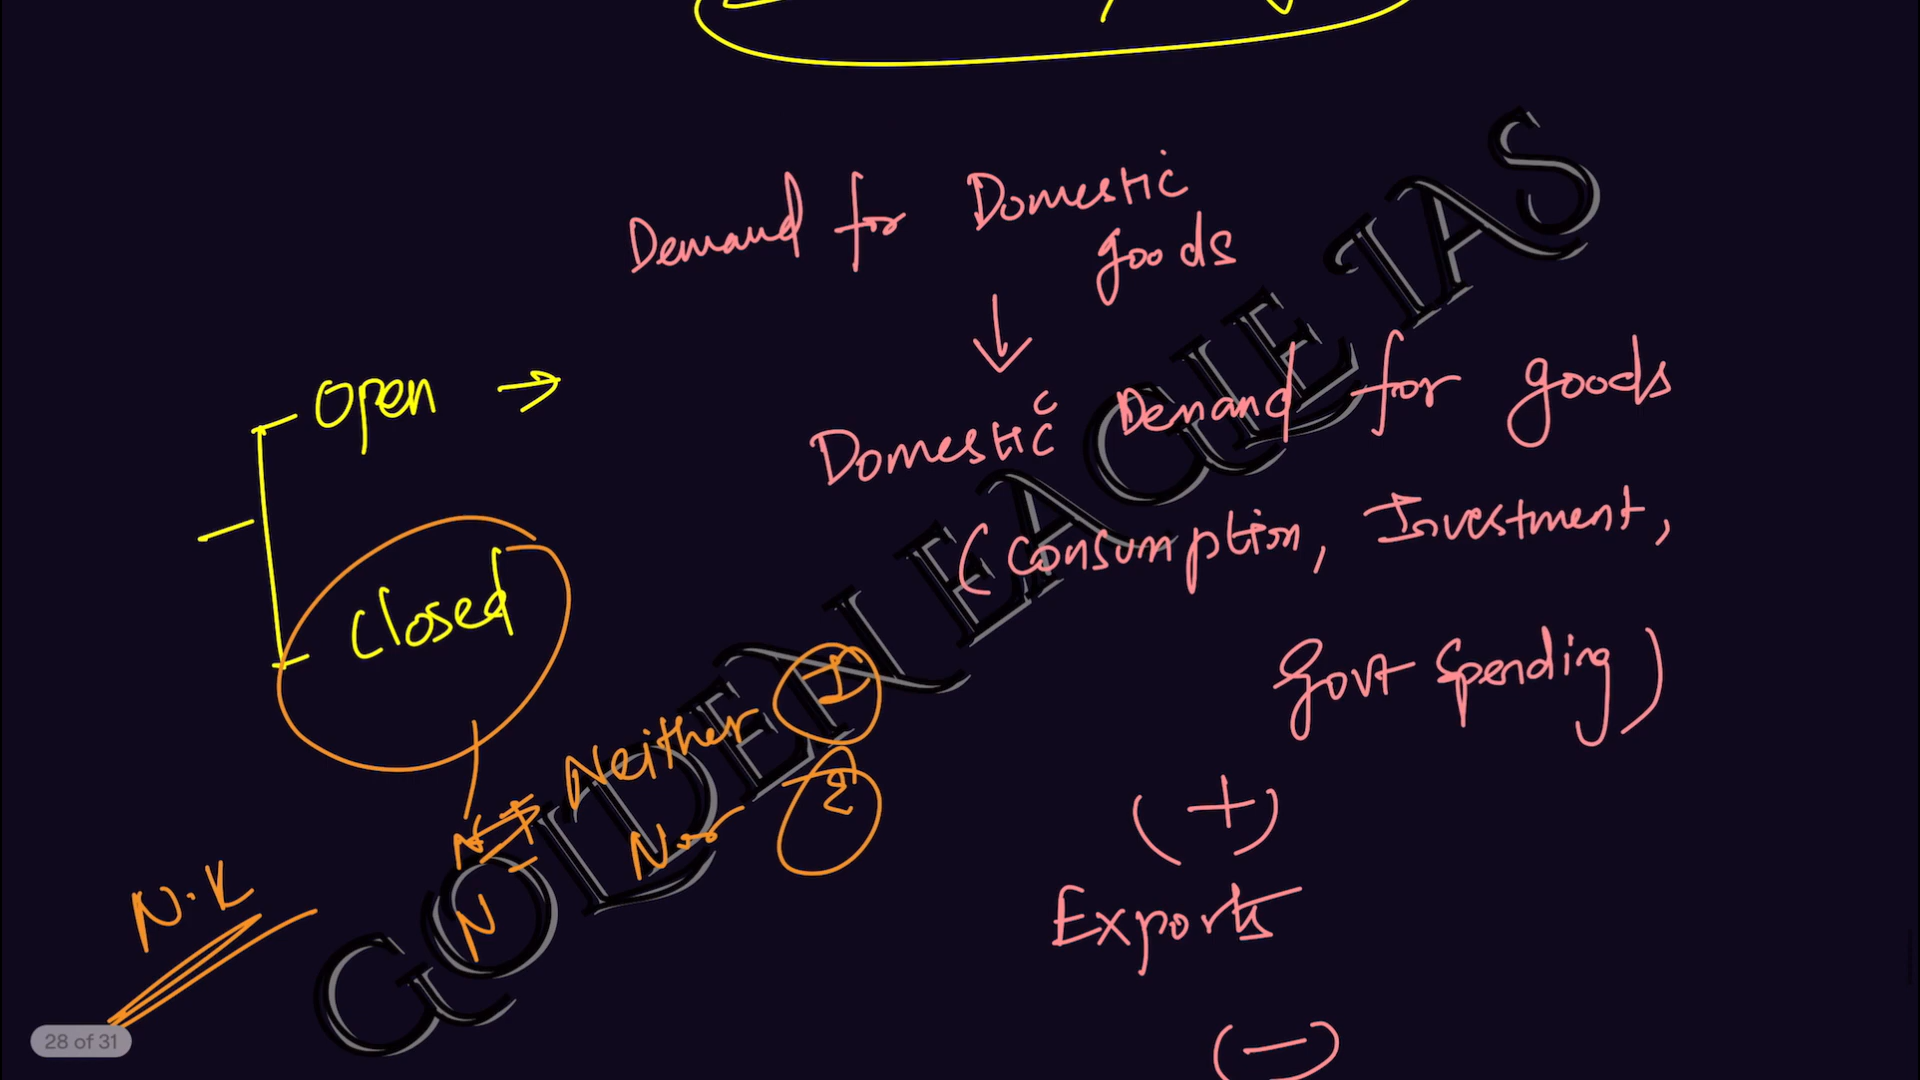 Demand for Domestic
goods
↓
Open →
Domestic Demand for goods
(Consumption, Investment,
Closed
Govt Spending)
Neither I
Nor E
(+)
N.K
N
Exports
(-)
28 of 31
GOLDEN EAGLE IAS